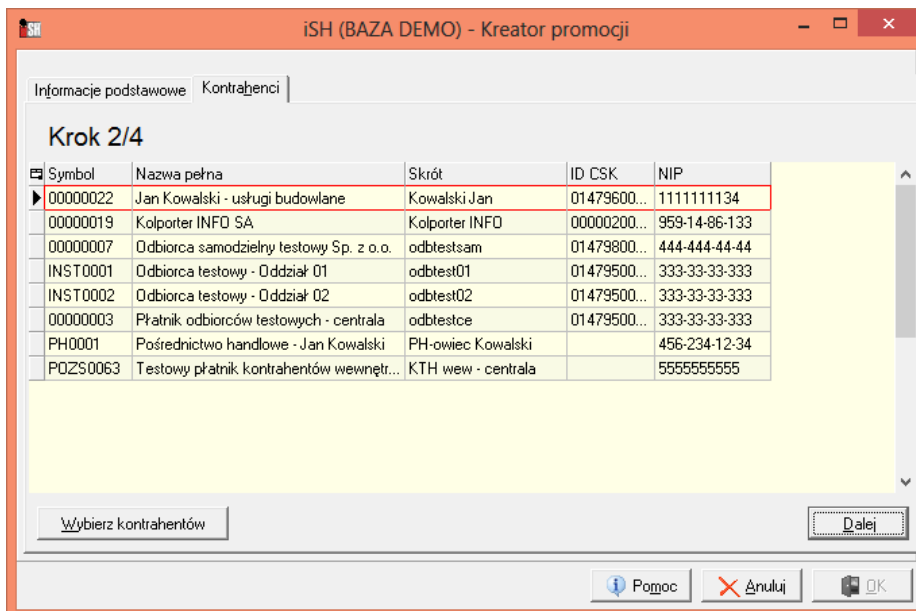 iSH
iSH (BAZA DEMO) - Kreator promocji
Informacje podstawowe Kontrahenci
Krok 2/4
Symbol Nazwa pełna Skrót ID CSK NIP
00000022 Jan Kowalski - usługi budowlane Kowalski Jan 01479600... 1111111134
00000019 Kolporter INFO SA Kolporter INFO 00000200... 959-14-86-133
00000007 Odbiorca samodzielny testowy Sp. z o.o. odbtestsam 01479800... 444-444-44-44
INST0001 Odbiorca testowy - Oddział 01 odbtest01 01479500... 333-33-33-333
INST0002 Odbiorca testowy - Oddział 02 odbtest02 01479500... 333-33-33-333
00000003 Płatnik odbiorców testowych - centrala odbtestce 01479500... 333-33-33-333
PH0001 Pośrednictwo handlowe - Jan Kowalski PH-owiec Kowalski 456-234-12-34
POZS0063 Testowy płatnik kontrahentów wewnętr... KTH wew - centrala 5555555555
Wybierz kontrahentów Dalej
Pomoc Anuluj OK